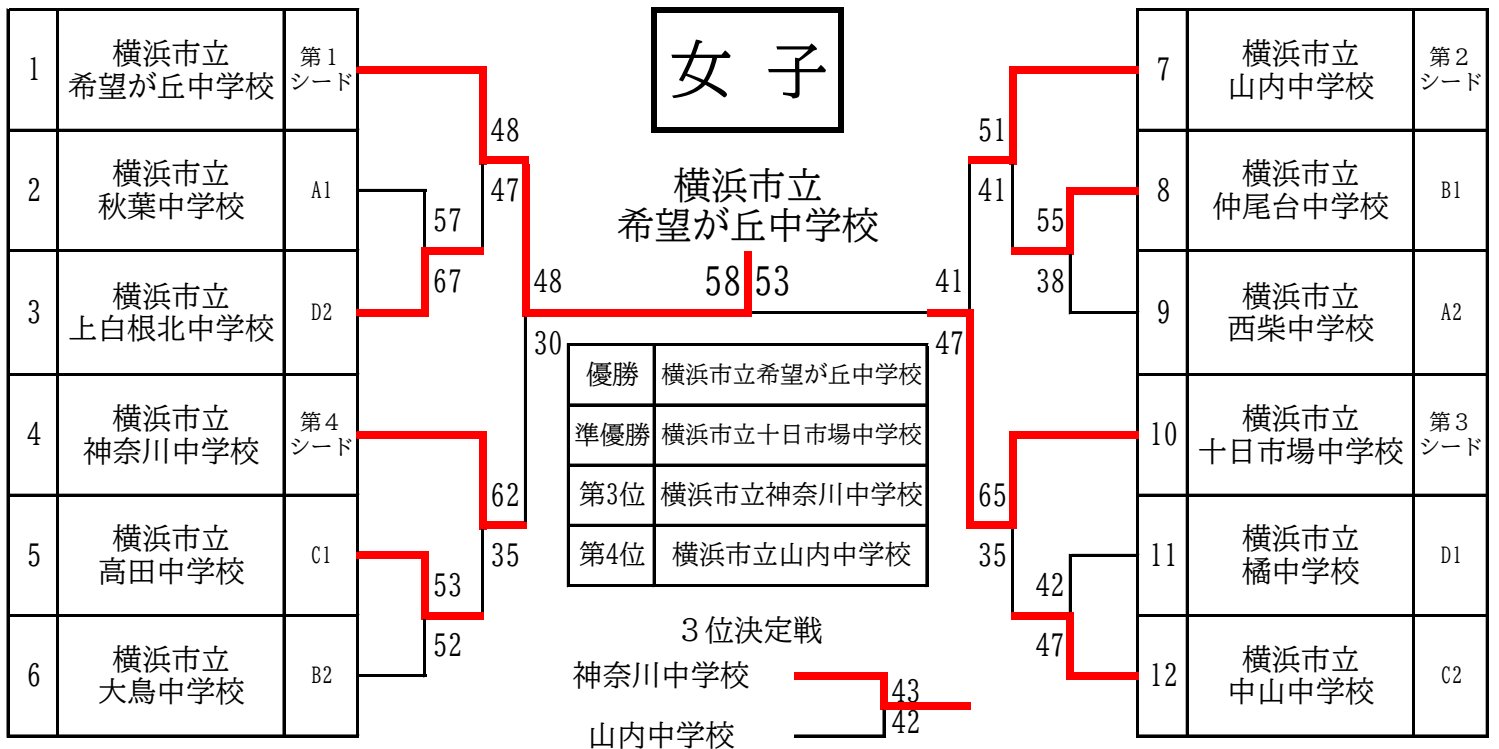 女 子
1
横浜市立
希望が丘中学校
第1
シード
2
横浜市立
秋葉中学校
A1
3
横浜市立
上白根北中学校
D2
4
横浜市立
神奈川中学校
第4
シード
5
横浜市立
高田中学校
C1
6
横浜市立
大鳥中学校
B2
48
47
57
67
62
35
53
52
48
30
横浜市立
希望が丘中学校
58 53
優勝 横浜市立希望が丘中学校
準優勝 横浜市立十日市場中学校
第3位 横浜市立神奈川中学校
第4位 横浜市立山内中学校
3位決定戦
神奈川中学校
43
42
山内中学校
41
47
51
41
55
38
65
35
42
47
7
横浜市立
山内中学校
第2
シード
8
横浜市立
仲尾台中学校
B1
9
横浜市立
西柴中学校
A2
10
横浜市立
十日市場中学校
第3
シード
11
横浜市立
橘中学校
D1
12
横浜市立
中山中学校
C2